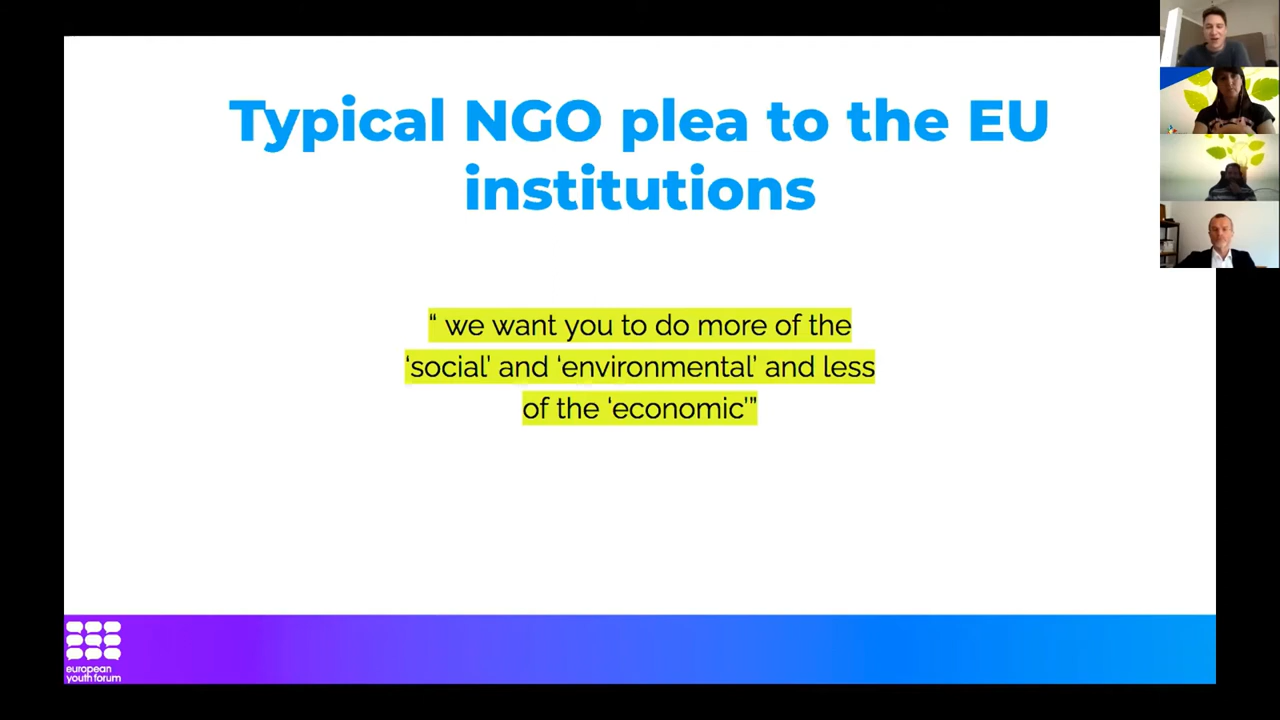 Typical NGO plea to the EU
institutions
“ we want you to do more of the
‘social’ and ‘environmental’ and less
of the ‘economic’”
european
youth forum